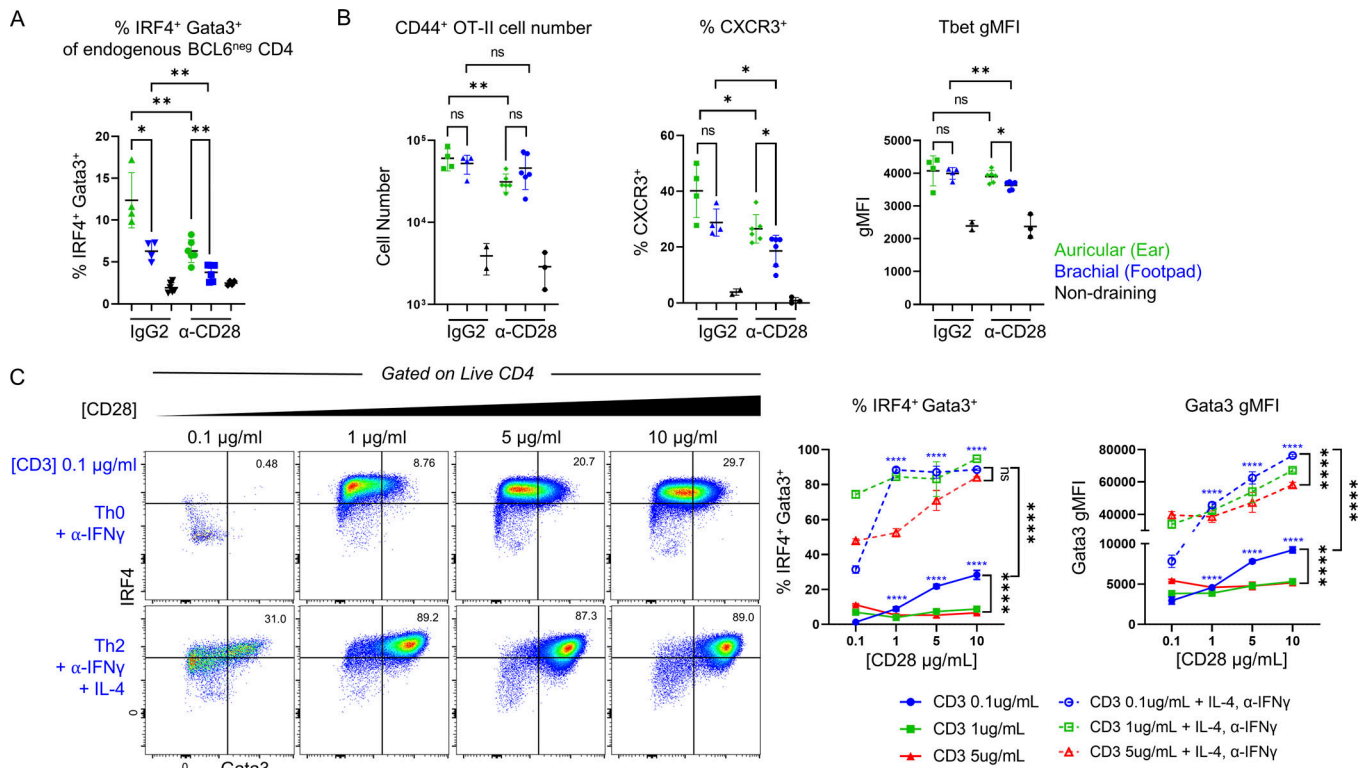 A
% IRF4⁺ Gata3⁺
of endogenous BCL6ⁿᵉᵍ CD4
**
**
*
**
% IRF4⁺ Gata3⁺
20
15
10
5
0
IgG2 α-CD28
B
CD44⁺ OT-II cell number
ns
**
ns
ns
Cell Number
10⁵
10⁴
10³
IgG2 α-CD28
% CXCR3⁺
*
*
ns
*
% CXCR3⁺
60
40
20
0
IgG2 α-CD28
Tbet gMFI
**
ns
ns
*
gMFI
5000
4000
3000
2000
1000
0
IgG2 α-CD28
Auricular (Ear)
Brachial (Footpad)
Non-draining
C
Gated on Live CD4
[CD28]
0.1 µg/ml 1 µg/ml 5 µg/ml 10 µg/ml
[CD3] 0.1 µg/ml
Th0
+ α-IFNγ
0.48 8.76 20.7 29.7
IRF4
Th2
+ α-IFNγ
+ IL-4
31.0 89.2 87.3 89.0
0
0
Gata3
% IRF4⁺ Gata3⁺
% IRF4⁺ Gata3⁺
100
80
60
40
20
0
**** **** ****
ns
****
**** **** ****
****
0.1 1 5 10
[CD28 µg/mL]
Gata3 gMFI
Gata3 gMFI
80000
60000
40000
20000
10000
5000
0
**** **** ****
****
****
**** **** ****
****
0.1 1 5 10
[CD28 µg/mL]
CD3 0.1ug/mL
CD3 1ug/mL
CD3 5ug/mL
CD3 0.1ug/mL + IL-4, α-IFNγ
CD3 1ug/mL + IL-4, α-IFNγ
CD3 5ug/mL + IL-4, α-IFNγ